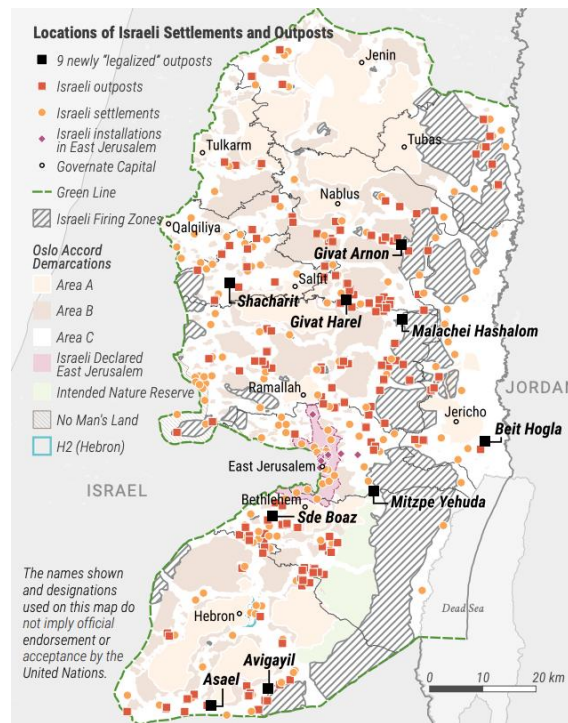 Locations of Israeli Settlements and Outposts
9 newly "legalized" outposts
Israeli outposts
Israeli settlements
Israeli installations
in East Jerusalem
Governate Capital
Green Line
Israeli Firing Zones
Oslo Accord
Demarcations
Area A
Area B
Area C
Israeli Declared
East Jerusalem
Intended Nature Reserve
No Man's Land
H2 (Hebron)
Jenin
Tubas
Tulkarm
Nablus
Qalqiliya
Givat Arnon
Salfit
Shacharit
Givat Harel
Malachei Hashalom
Ramallah
JORDAN
Jericho
Beit Hogla
East Jerusalem
ISRAEL
Mitzpe Yehuda
Bethlehem
Sde Boaz
The names shown
and designations
used on this map do
not imply official
endorsement or
acceptance by the
United Nations.
Hebron
Dead Sea
Avigayil
Asael
0 10 20 km